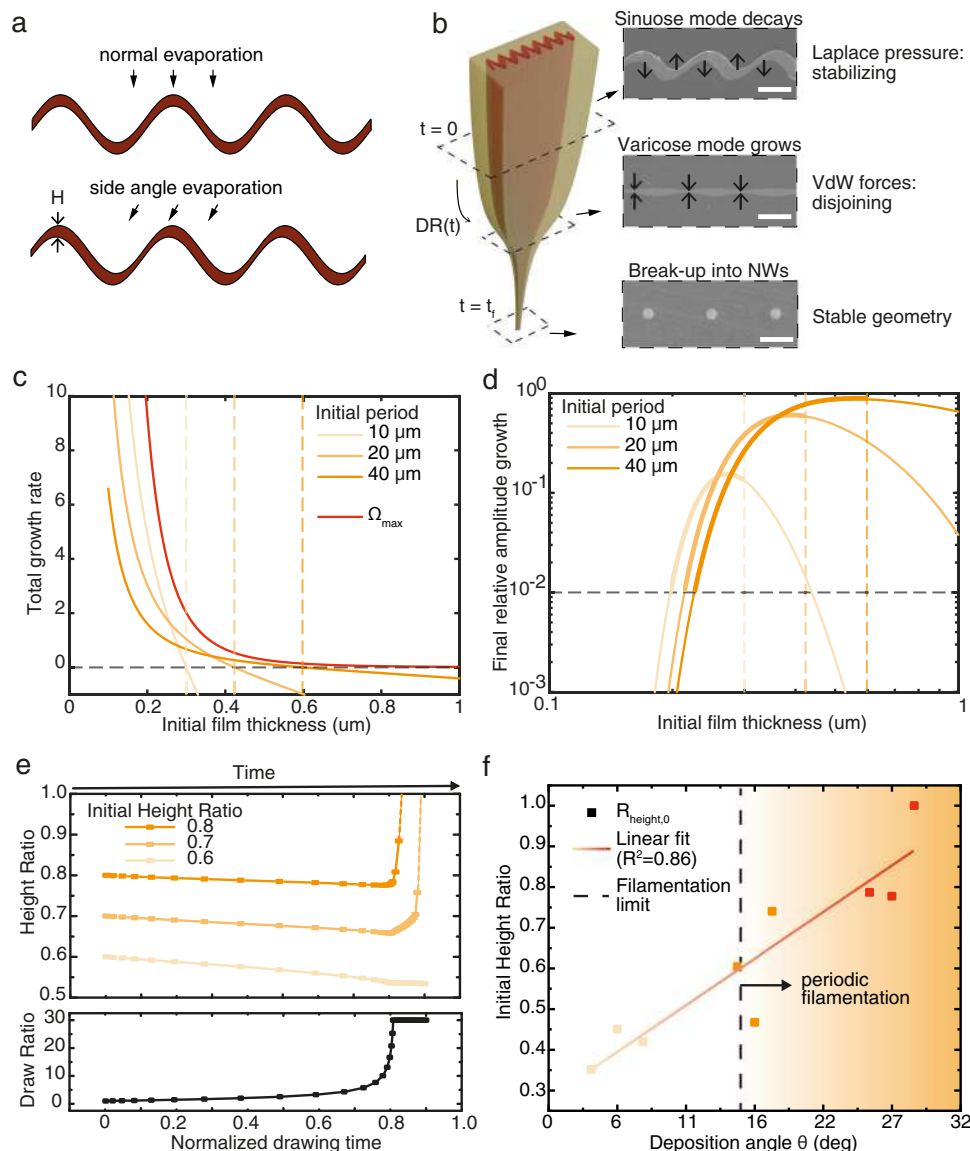 a
normal evaporation
side angle evaporation
H
b
t = 0
DR(t)
t = tf
Sinuose mode decays
Laplace pressure:
stabilizing
Varicose mode grows
VdW forces:
disjoining
Break-up into NWs
Stable geometry
c
Total growth rate
10
8
6
4
2
0
Initial period
10 µm
20 µm
40 µm
Ωmax
0
0.2
0.4
0.6
0.8
1
Initial film thickness (um)
d
Final relative amplitude growth
10^0
10^-1
10^-2
10^-3
Initial period
10 µm
20 µm
40 µm
0.1
1
Initial film thickness (um)
e
Time
Height Ratio
1.0
0.9
0.8
0.7
0.6
0.5
Initial Height Ratio
0.8
0.7
0.6
Draw Ratio
30
20
10
0
0
0.2
0.4
0.6
0.8
1.0
Normalized drawing time
f
Initial Height Ratio
1.0
0.9
0.8
0.7
0.6
0.5
0.4
0.3
Rheight,0
Linear fit
(R²=0.86)
Filamentation
limit
periodic
filamentation
0
6
11
16
22
27
32
Deposition angle θ (deg)